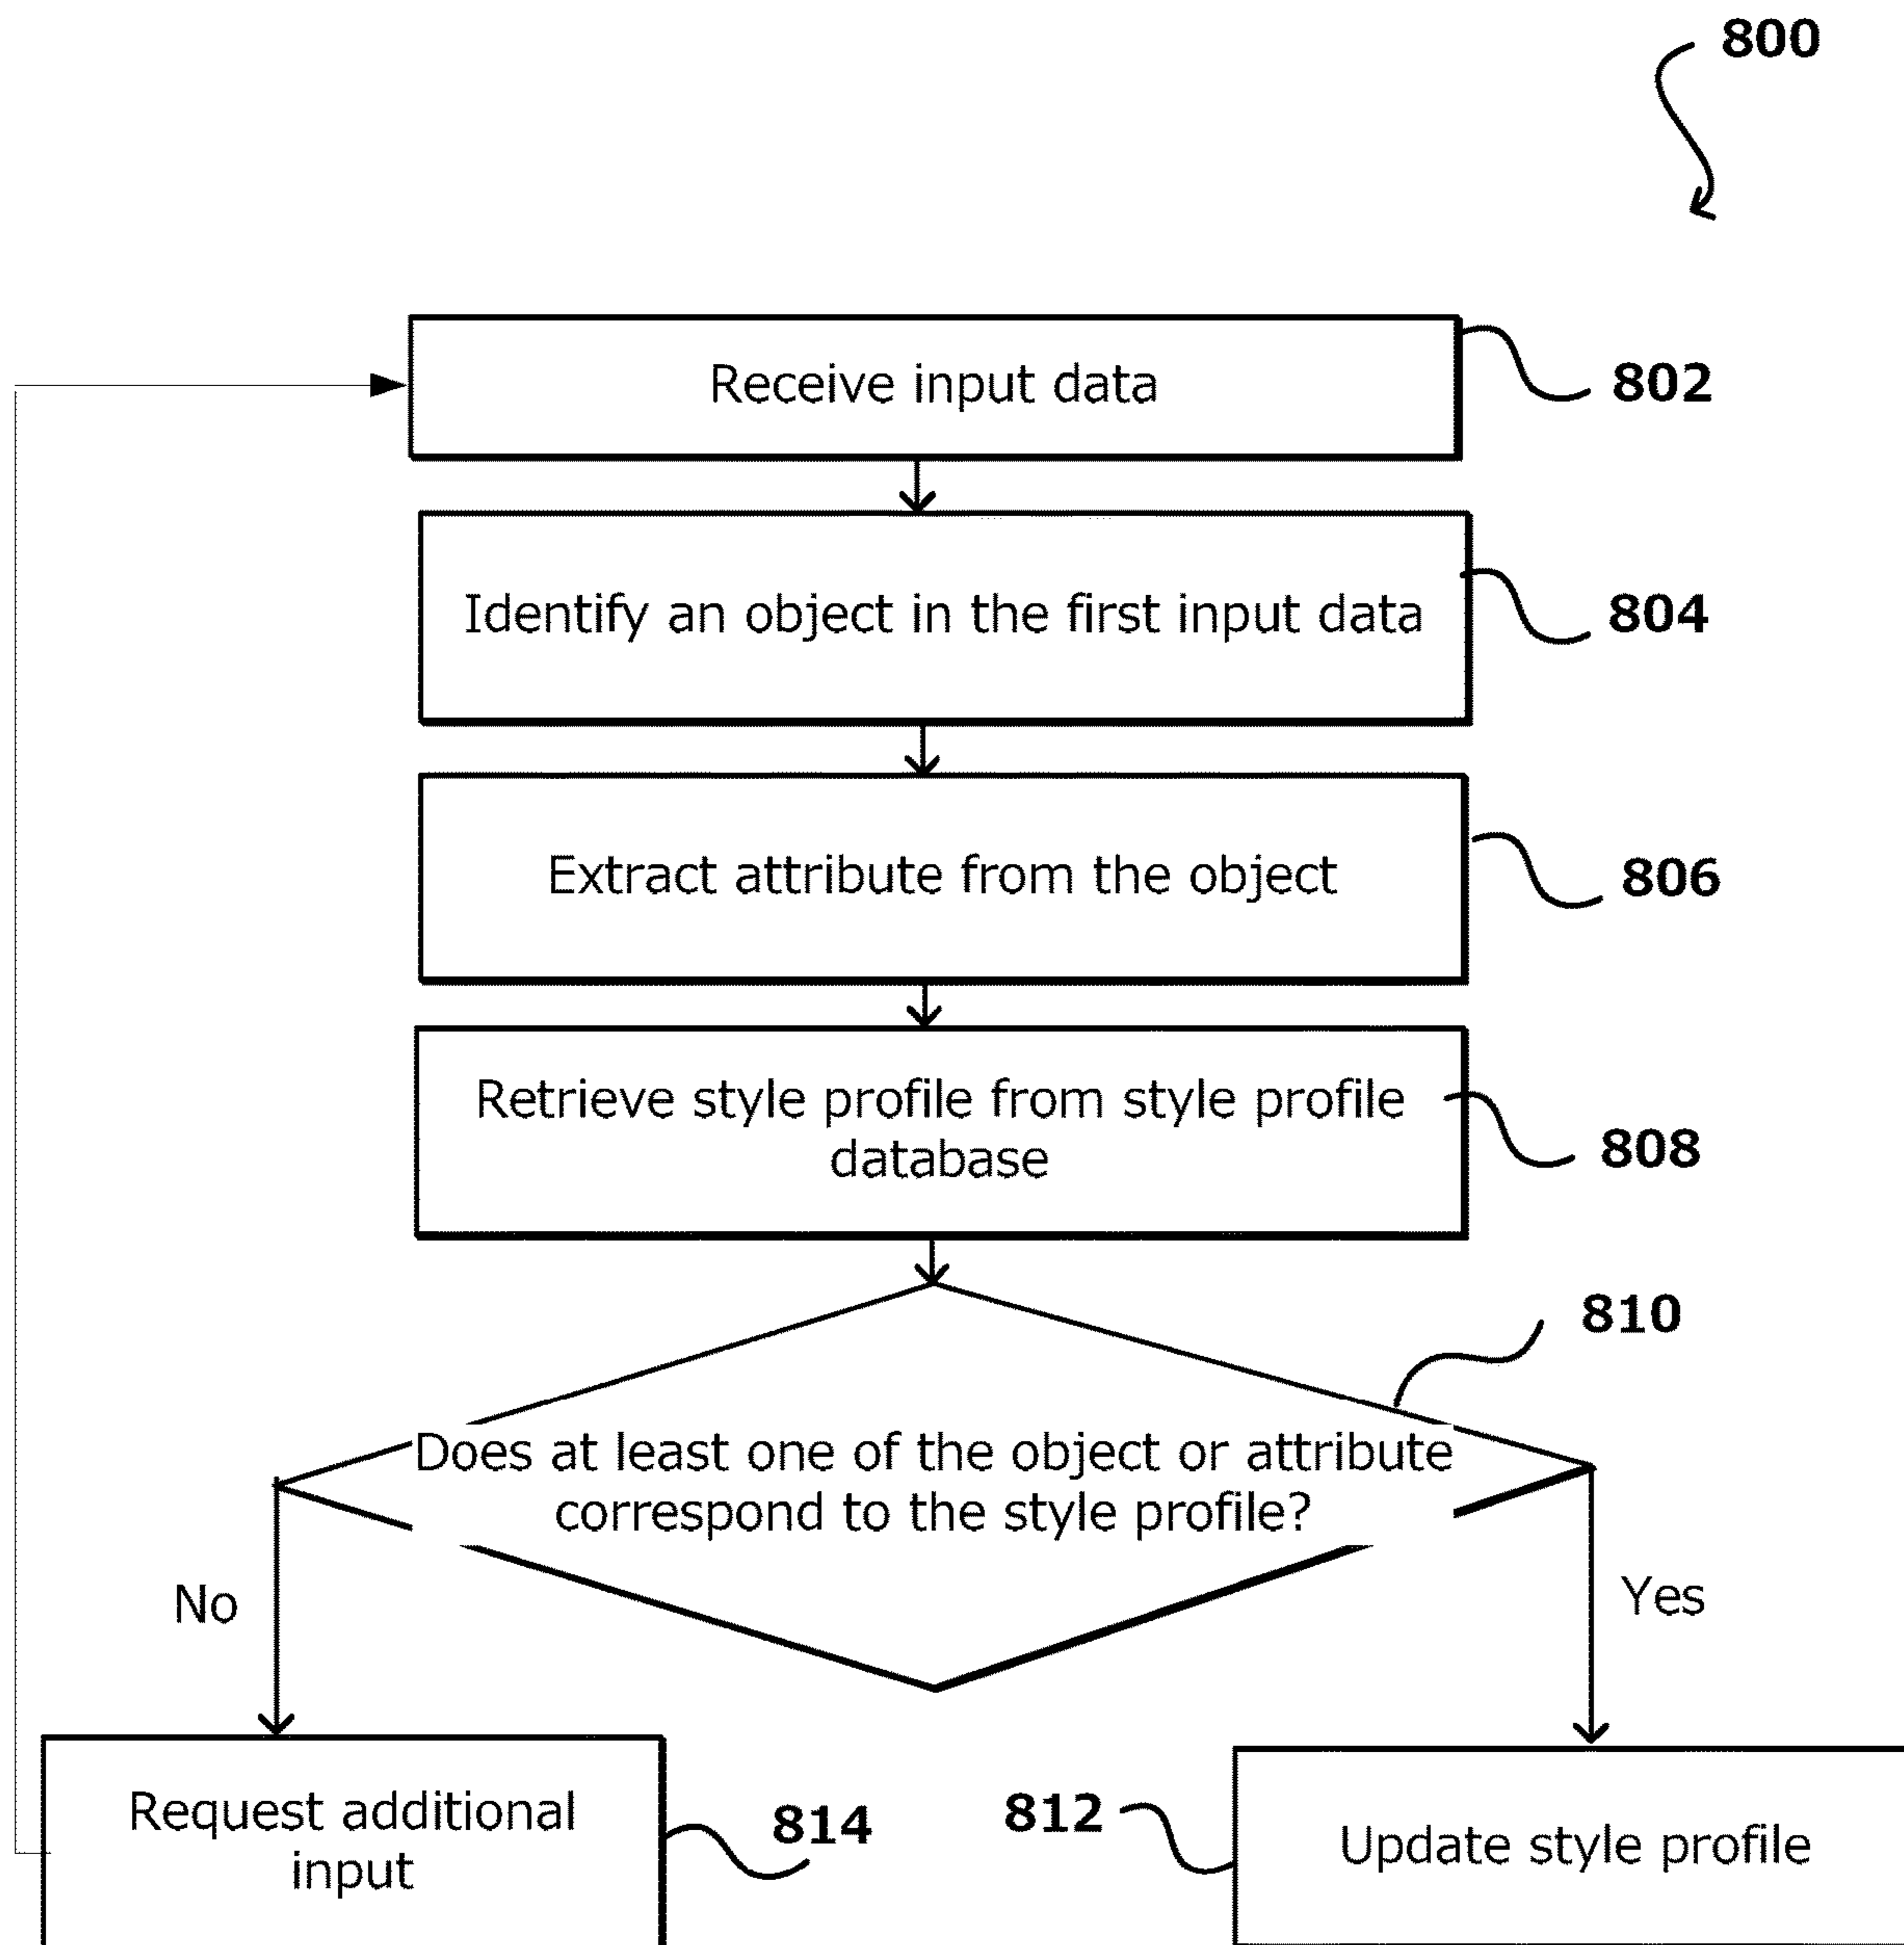 800
Receive input data
802
Identify an object in the first input data
804
Extract attribute from the object
806
Retrieve style profile from style profile
database
808
810
Does at least one of the object or attribute
correspond to the style profile?
No
Yes
Request additional
input
814
812
Update style profile